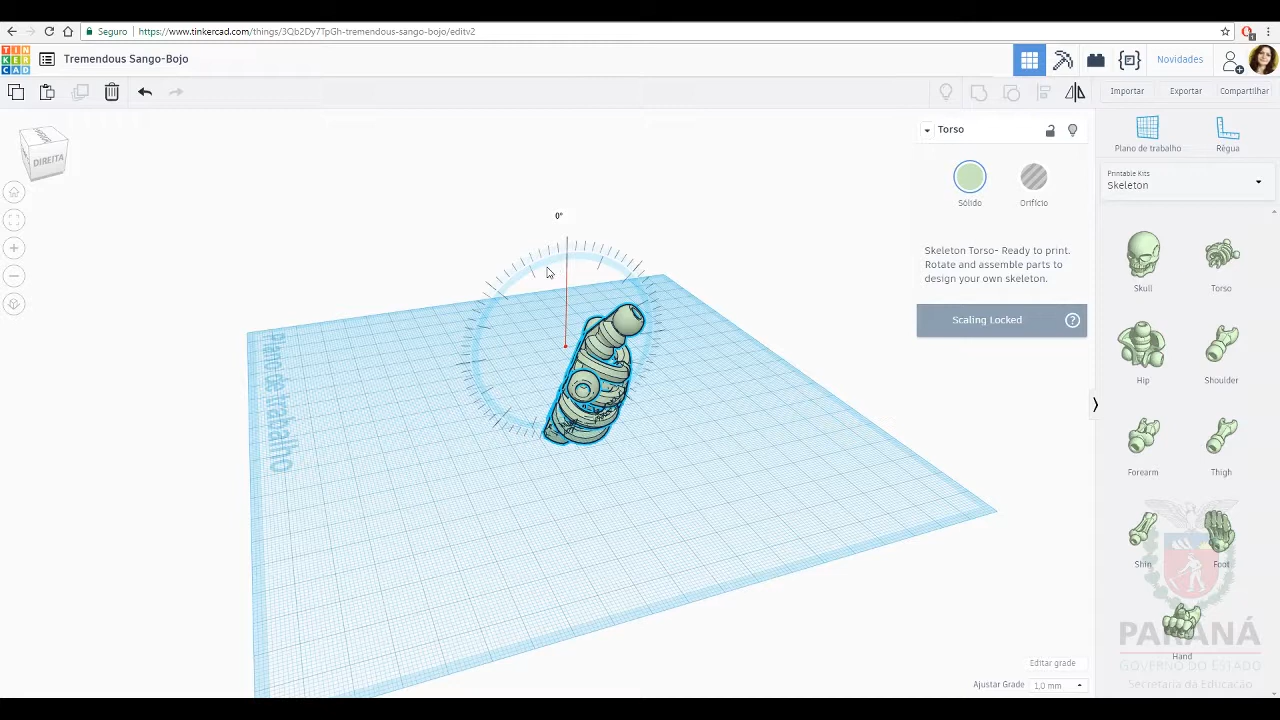 Seguro
https://www.tinkercad.com/things/3Qb2Dy7TpGh-tremendous-sango-bojo/editv2
TIN
KER
CAD
Tremendous Sango-Bojo
Novidades
Importar
Exportar
Compartilhar
DIREITA
Torso
Plano de trabalho
Régua
Printable Kits
Skeleton
Sólido
Orifício
0°
Skeleton Torso- Ready to print.
Rotate and assemble parts to
design your own skeleton.
Scaling Locked
?
Skull
Torso
Hip
Shoulder
Forearm
Thigh
Shin
Foot
Hand
Plano de trabalho
PARANÁ
GOVERNO DO ESTADO
Secretaria da Educação
Editar grade
Ajustar Grade
1,0 mm